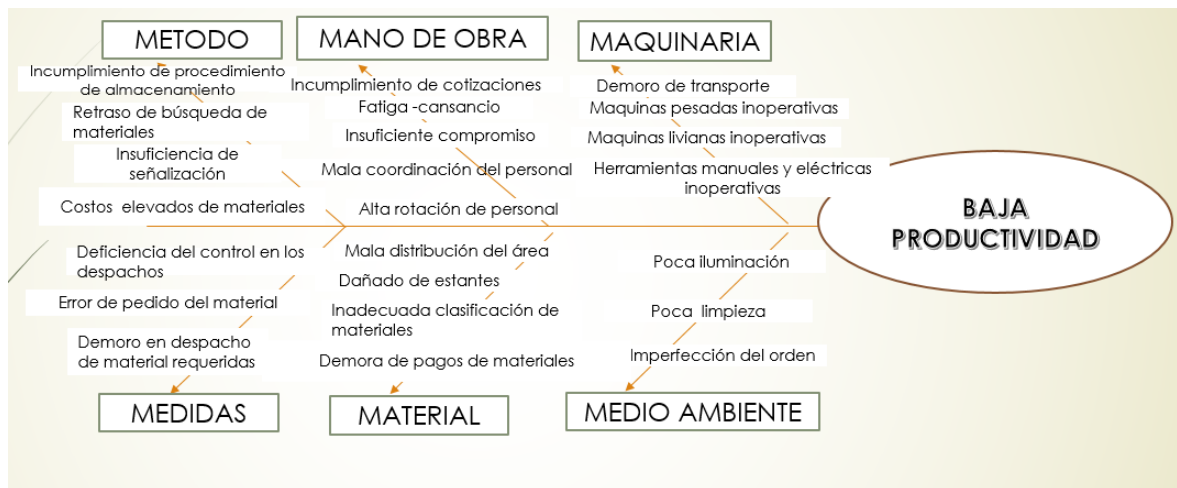 METODO
Incumplimiento de procedimiento
de almacenamiento
Retraso de búsqueda de
materiales
Insuficiencia de
señalización
Costos elevados de materiales
MANO DE OBRA
Incumplimiento de cotizaciones
Fatiga -cansancio
Insuficiente compromiso
Mala coordinación del personal
Alta rotación de personal
MAQUINARIA
Demoro de transporte
Maquinas pesadas inoperativas
Maquinas livianas inoperativas
Herramientas manuales y eléctricas
inoperativas
BAJA
PRODUCTIVIDAD
Deficiencia del control en los
despachos
Error de pedido del material
Demoro en despacho
de material requeridas
MEDIDAS
Mala distribución del área
Dañado de estantes
Inadecuada clasificación de
materiales
Demora de pagos de materiales
MATERIAL
Poca iluminación
Poca limpieza
Imperfección del orden
MEDIO AMBIENTE